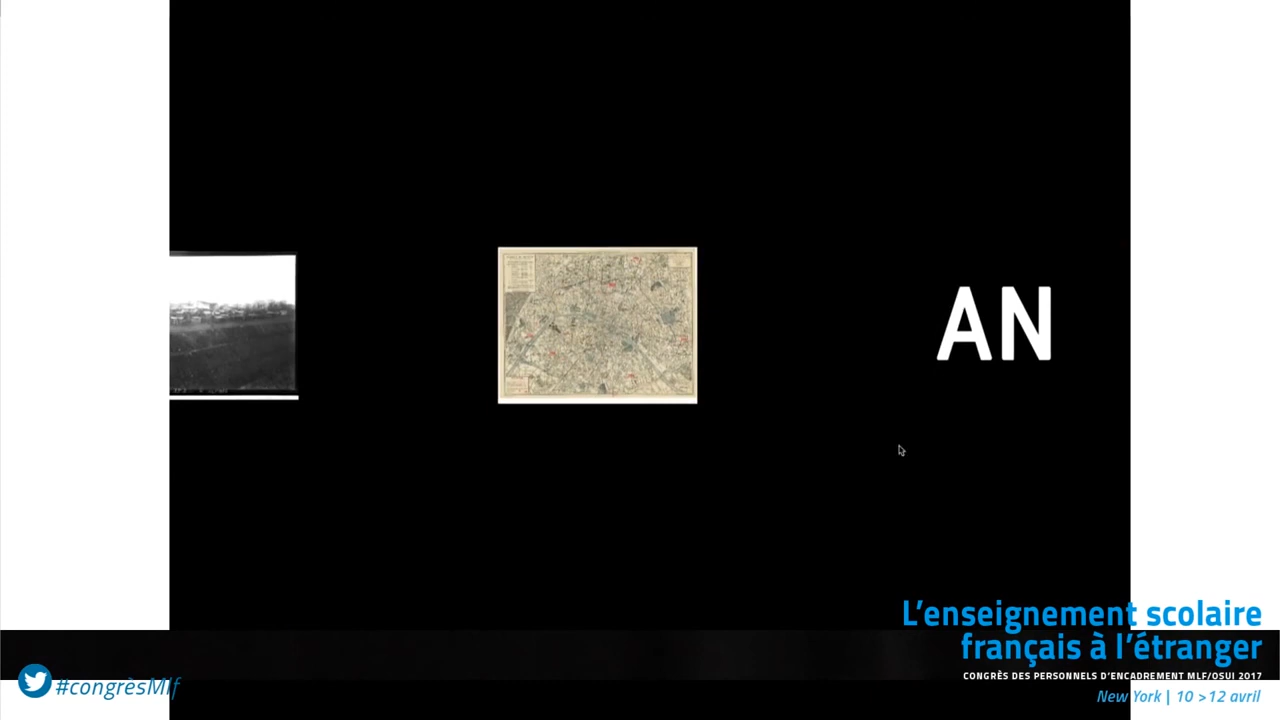 AN
L'enseignement scolaire
français à l'étranger
CONGRÈS DES PERSONNELS D'ENCADREMENT MLF/OSUI 2017
#congrèsMlf
New York | 10 >12 avril